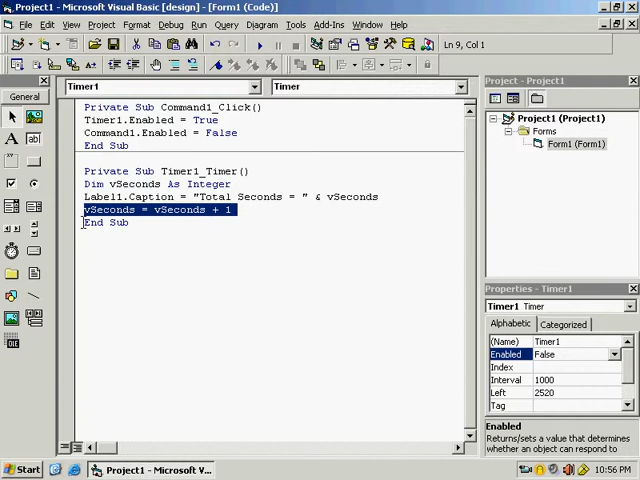 Project1 - Microsoft Visual Basic [design] - [Form1 (Code)]
File Edit View Project Format Debug Run Query Diagram Tools Add-Ins Window Help
Ln 9, Col 1
General
Timer1
Timer
Private Sub Command1_Click()
Timer1.Enabled = True
Command1.Enabled = False
End Sub
Private Sub Timer1_Timer()
Dim vSeconds As Integer
Label1.Caption = "Total Seconds = " & vSeconds
vSeconds = vSeconds + 1
End Sub
Project - Project1
Project1 (Project1)
Forms
Form1 (Form1)
Properties - Timer1
Timer1 Timer
Alphabetic Categorized
(Name) Timer1
Enabled False
Index
Interval 1000
Left 2520
Tag
Enabled
Returns/sets a value that determines
whether an object can respond to
Start
Project1 - Microsoft V...
10:56 PM